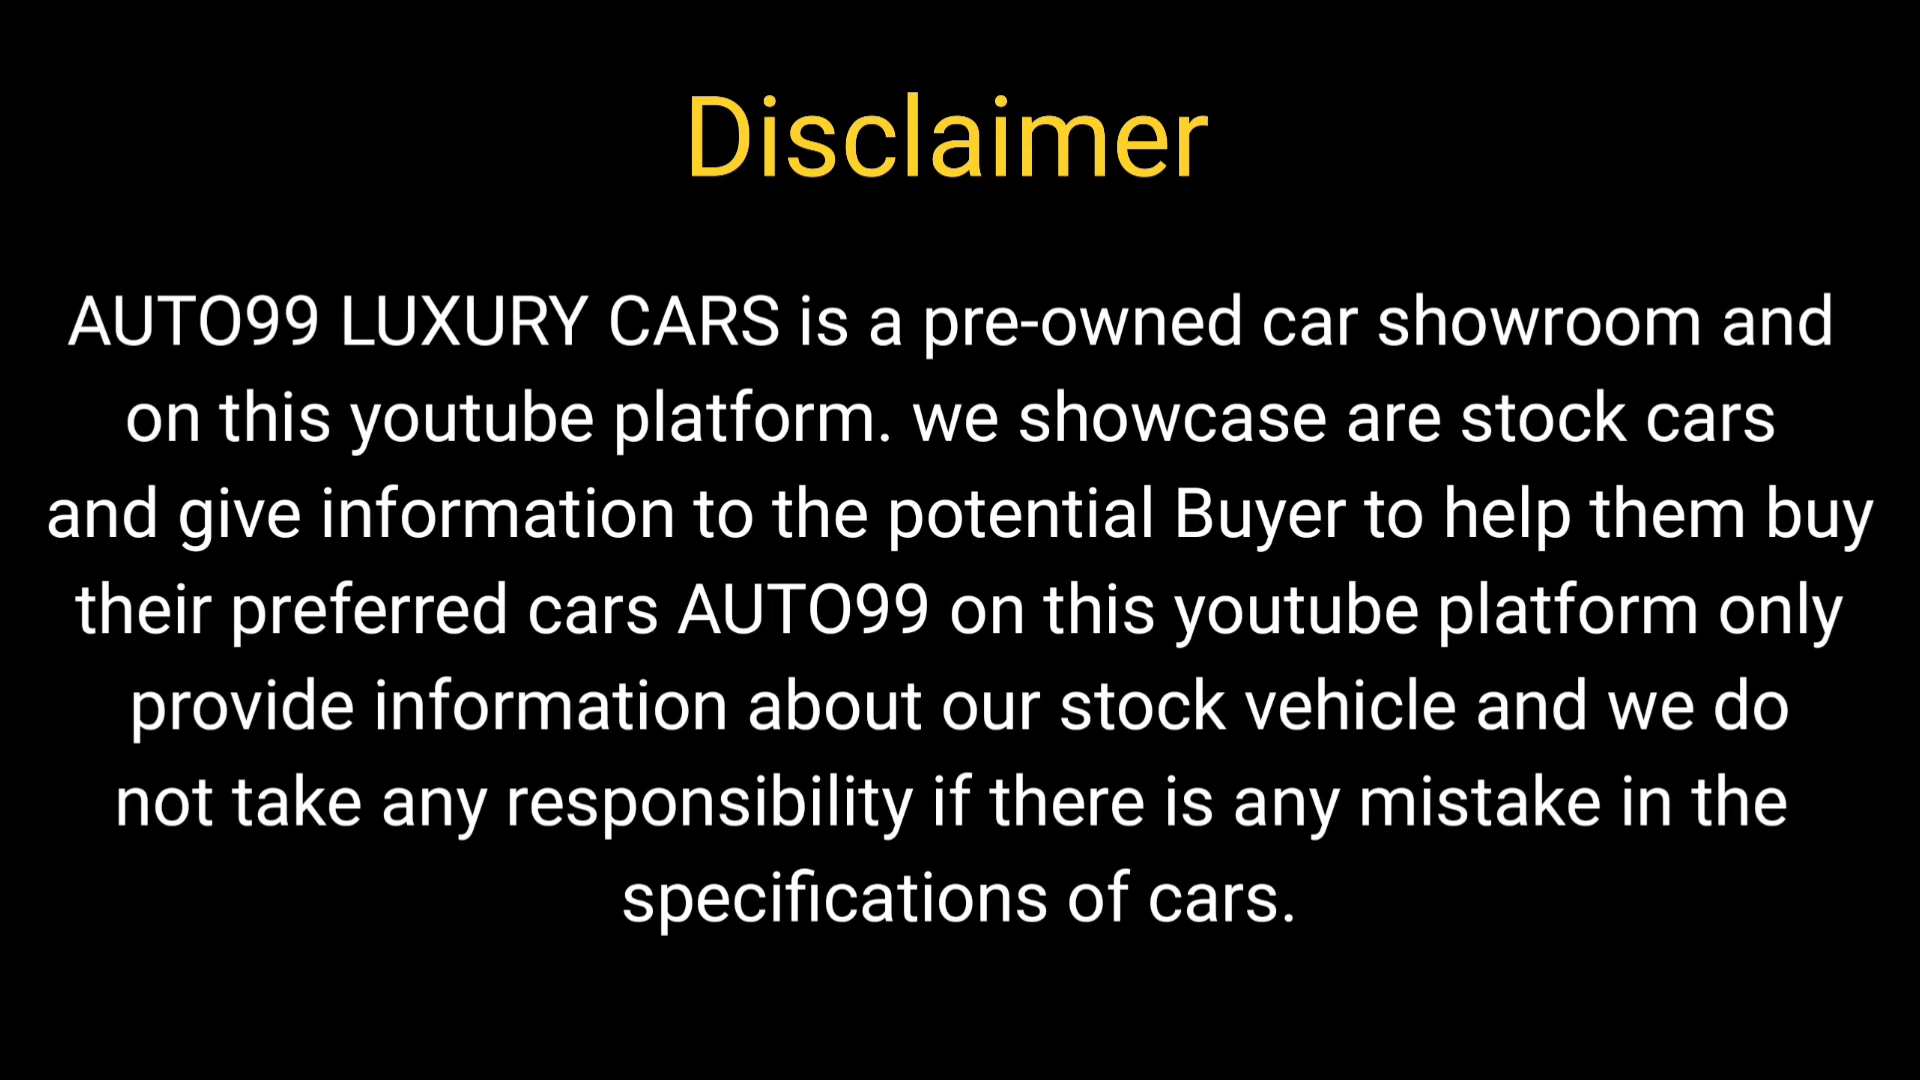 Disclaimer
AUTO99 LUXURY CARS is a pre-owned car showroom and
on this youtube platform. we showcase are stock cars
and give information to the potential Buyer to help them buy
their preferred cars AUTO99 on this youtube platform only
provide information about our stock vehicle and we do
not take any responsibility if there is any mistake in the
specifications of cars.